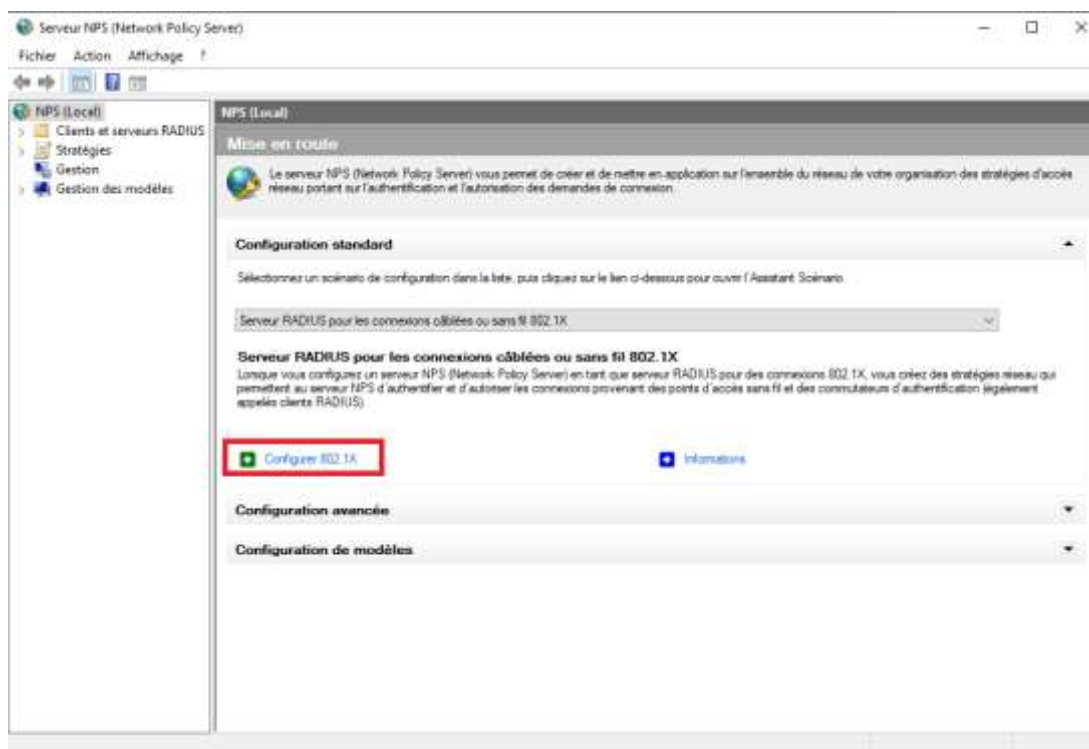 Serveur NPS (Network Policy Server)
Fichier Action Affichage ?
NPS (Local)
Clients et serveurs RADIUS
Stratégies
Gestion
Gestion des modèles
NPS (Local)
Mise en route
Le serveur NPS (Network Policy Server) vous permet de créer et de mettre en application sur l'ensemble du réseau de votre organisation des stratégies d'accès
réseau portant sur l'authentification et l'autorisation des demandes de connexion.
Configuration standard
Sélectionnez un scénario de configuration dans la liste, puis cliquez sur le lien ci-dessous pour ouvrir l'Assistant Scénario.
Serveur RADIUS pour les connexions câblées ou sans fil 802.1X
Serveur RADIUS pour les connexions câblées ou sans fil 802.1X
Lorsque vous configurez un serveur NPS (Network Policy Server) en tant que serveur RADIUS pour des connexions 802.1X, vous créez des stratégies réseau qui
permettent au serveur NPS d'authentifier et d'autoriser les connexions provenant des points d'accès sans fil et des commutateurs d'authentification (également
appelés clients RADIUS).
Configurer 802.1X
Informations
Configuration avancée
Configuration de modèles